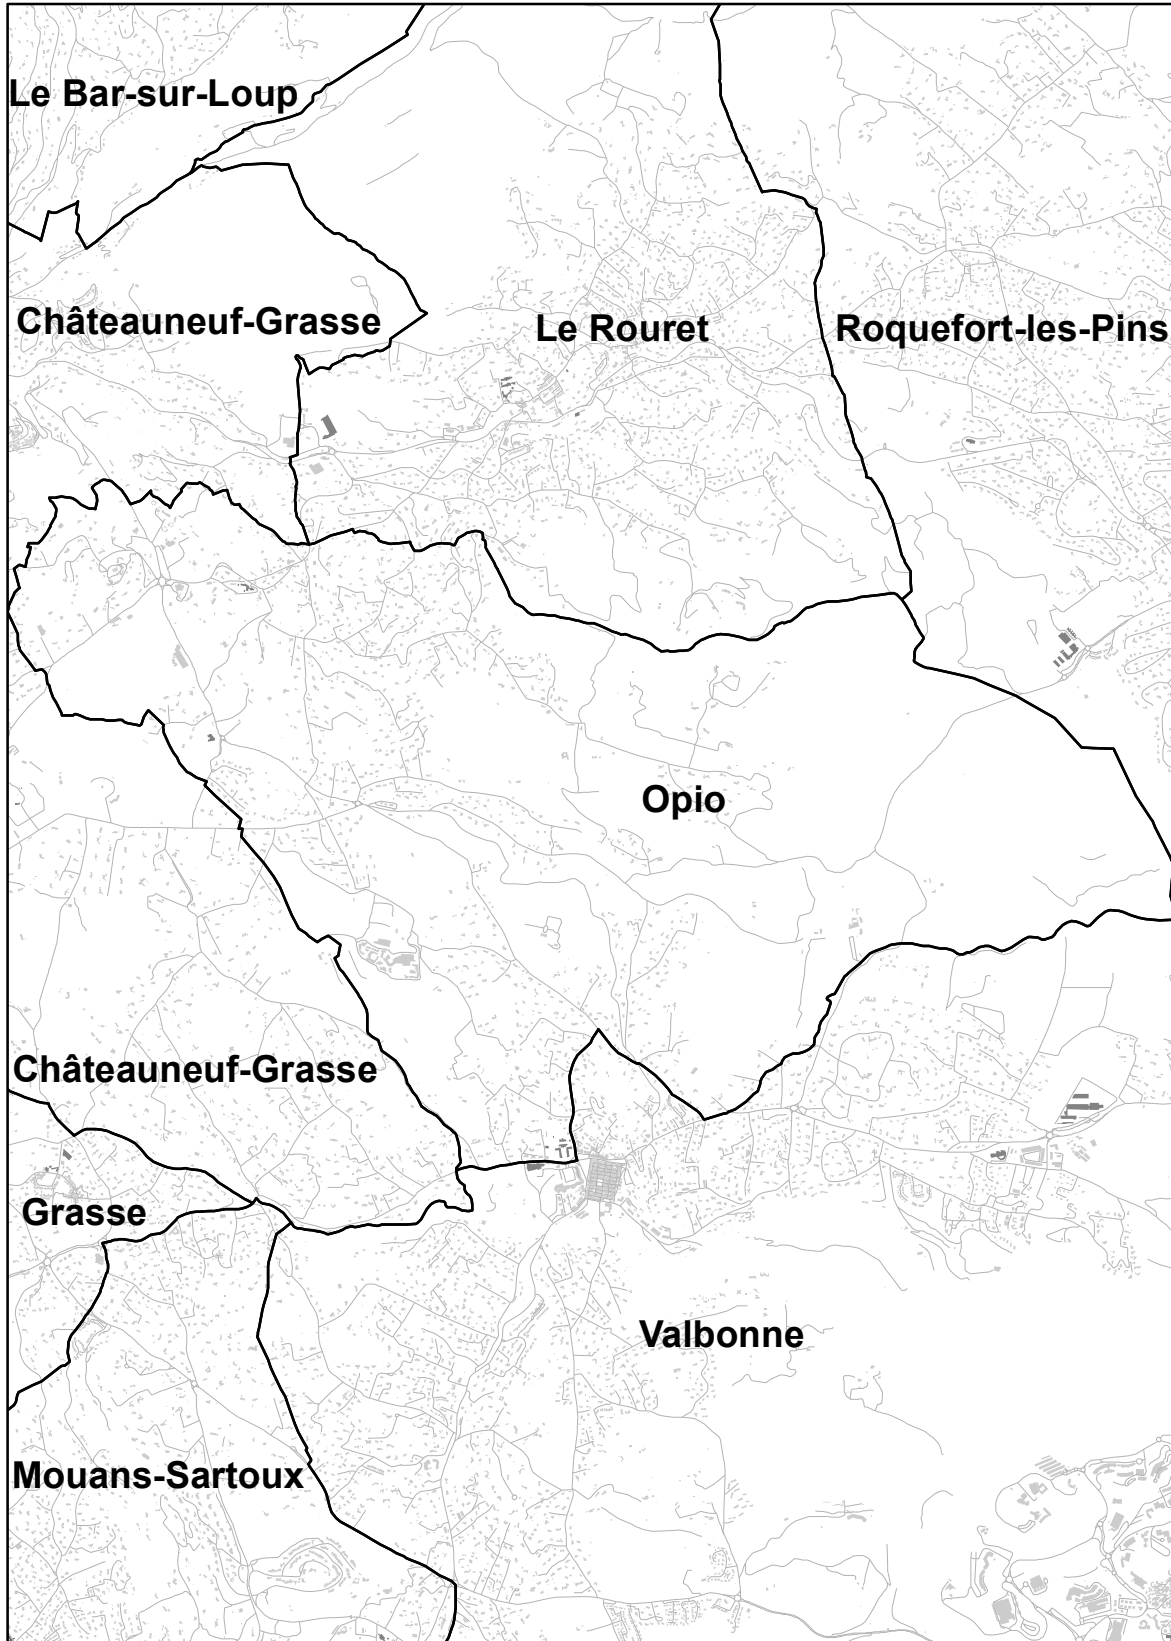 Le Bar-sur-Loup
Châteauneuf-Grasse
Le Rouret
Roquefort-les-Pins
Opio
Châteauneuf-Grasse
Grasse
Valbonne
Mouans-Sartoux